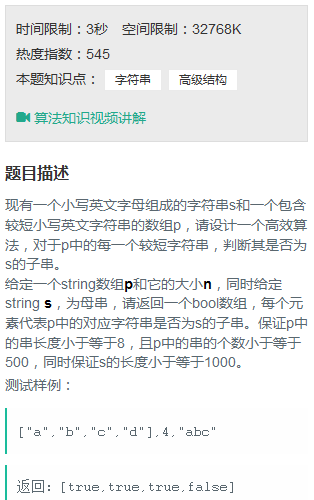 时间限制：3秒 空间限制：32768K
热度指数：545
本题知识点： 字符串 高级结构
算法知识视频讲解
题目描述
现有一个小写英文字母组成的字符串s和一个包含
较短小写英文字符串的数组p，请设计一个高效算
法，对于p中的每一个较短字符串，判断其是否为
s的子串。
给定一个string数组p和它的大小n，同时给定
string s，为母串，请返回一个bool数组，每个元
素代表p中的对应字符串是否为s的子串。保证p中
的串长度小于等于8，且p中的串的个数小于等于
500，同时保证s的长度小于等于1000。
测试样例：
["a","b","c","d"],4,"abc"
返回：[true,true,true,false]